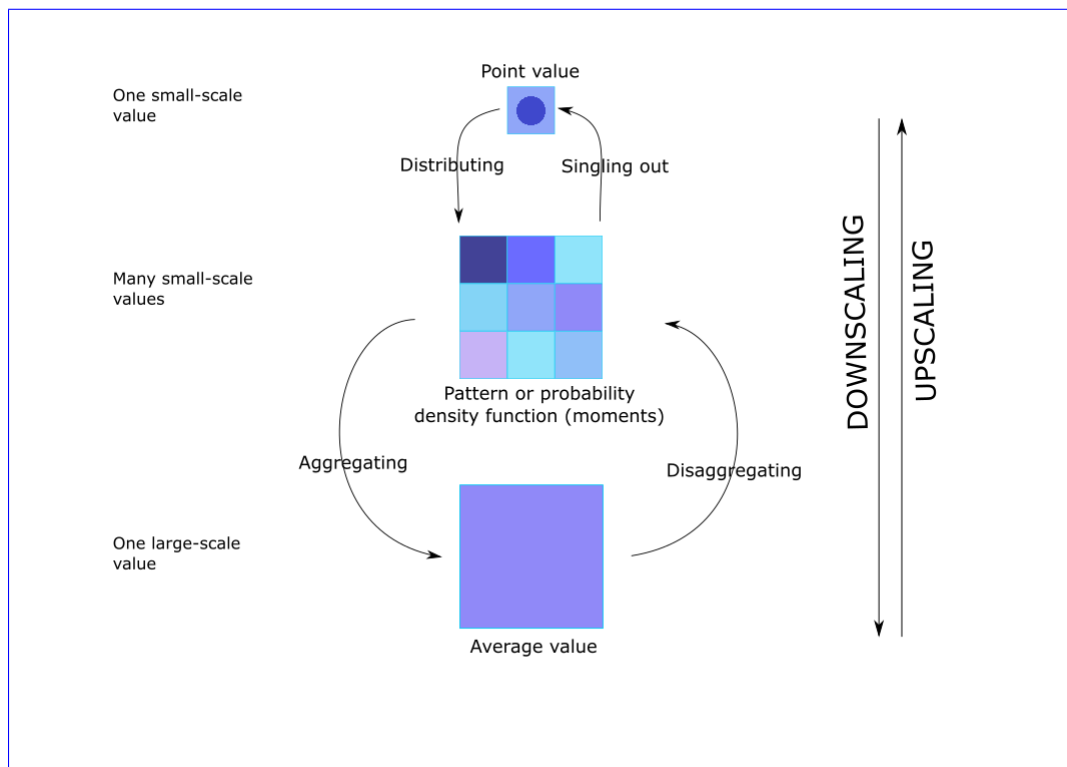 Point value
One small-scale
value
Distributing
Singling out
DOWNSCALING
UPSCALING
Many small-scale
values
Pattern or probability
density function (moments)
Aggregating
Disaggregating
One large-scale
value
Average value